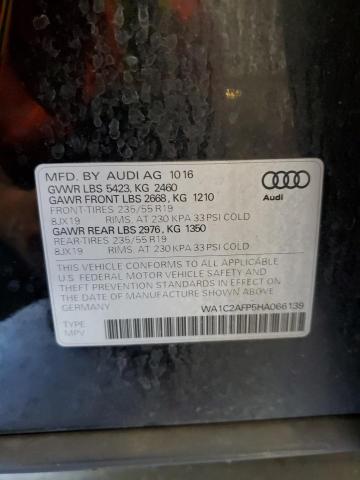 MFD. BY AUDI AG 10 16
GVWR LBS 5423, KG 2460
GAWR FRONT LBS 2668, KG 1210
FRONT-TIRES 235/55 R19
8JX19 RIMS, AT 230 KPA 33 PSI COLD
GAWR REAR LBS 2976, KG 1350
REAR-TIRES 235/55 R19
8JX19 RIMS, AT 230 KPA 33 PSI COLD
Audi
THIS VEHICLE CONFORMS TO ALL APPLICABLE
U.S. FEDERAL MOTOR VEHICLE SAFETY AND
THEFT PREVENTION STANDARDS IN EFFECT ON
THE DATE OF MANUFACTURE SHOWN ABOVE.
GERMANY
WA1C2AFP5HA066139
TYPE
MPV